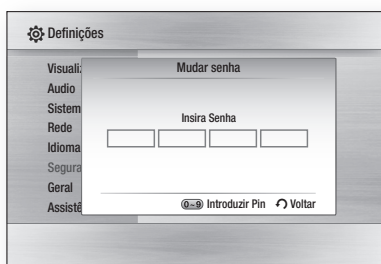 Definições
Visuali
Mudar senha
Audio
Sistem
Insira Senha
Rede
Idioma
Segura
Geral
Assistê
0~9 Introduzir Pin Voltar